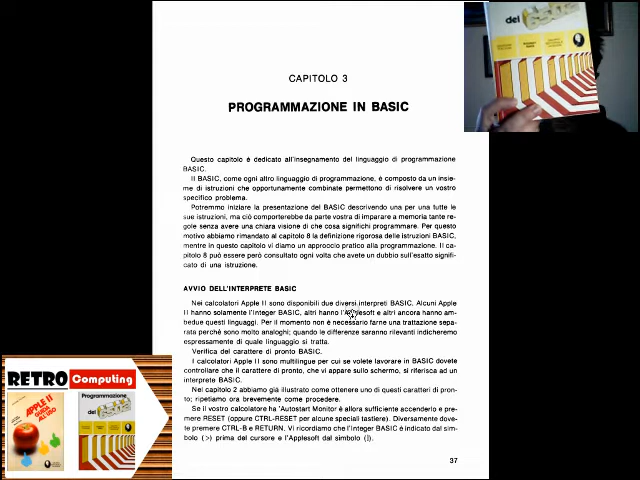 CAPITOLO 3
PROGRAMMAZIONE IN BASIC
Questo capitolo è dedicato all'insegnamento del linguaggio di programmazione
BASIC.
Il BASIC, come ogni altro linguaggio di programmazione, è composto da un insie-
me di istruzioni che opportunamente combinate permettono di risolvere un vostro
specifico problema.
Potremmo iniziare la presentazione del BASIC descrivendo una per una tutte le
sue istruzioni, ma ciò comporterebbe da parte vostra di imparare a memoria tante re-
gole senza avere una chiara visione di che cosa significhi programmare. Per questo
motivo abbiamo rimandato al capitolo 8 la definizione rigorosa delle istruzioni BASIC,
mentre in questo capitolo vi diamo un approccio pratico alla programmazione. Il ca-
pitolo 8 può essere però consultato ogni volta che avete un dubbio sull'esatto signifi-
cato di una istruzione.
AVVIO DELL'INTERPRETE BASIC
Nei calcolatori Apple II sono disponibili due diversi interpreti BASIC. Alcuni Apple
II hanno solamente l'Integer BASIC, altri hanno l'Applesoft e altri ancora hanno am-
bedue questi linguaggi. Per il momento non è necessario farne una trattazione sepa-
rata perchè sono molto analoghi; quando le differenze saranno rilevanti indicheremo
espressamente di quale linguaggio si tratta.
Verifica del carattere di pronto BASIC.
I calcolatori Apple II sono multilingue per cui se volete lavorare in BASIC dovete
controllare che il carattere di pronto, che vi appare sullo schermo, si riferisca ad un
interprete BASIC.
Nel capitolo 2 abbiamo già illustrato come ottenere uno di questi caratteri di pron-
to; ripetiamo ora brevemente come procedere.
Se il vostro calcolatore ha l'Autostart Monitor è allora sufficiente accenderlo e pre-
mere RESET (oppure CTRL-RESET per alcune speciali tastiere). Diversamente dove-
te premere CTRL-B e RETURN. Vi ricordiamo che l'Integer BASIC è indicato dal sim-
bolo (>) prima del cursore e l'Applesoft dal simbolo (]).
37
del BASIC
RETRO Computing
APPLE II
GUIDA
ALL'USO
Programmazione
del BASIC